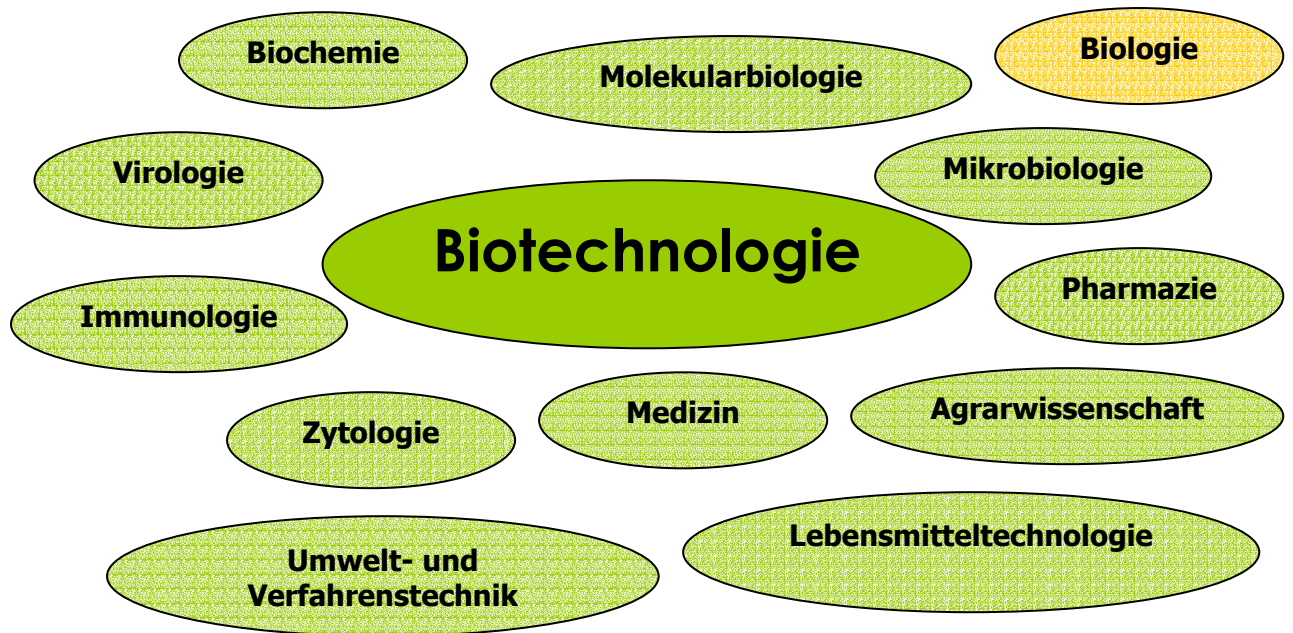 Biochemie
Molekularbiologie
Biologie
Virologie
Mikrobiologie
Biotechnologie
Immunologie
Pharmazie
Zytologie
Medizin
Agrarwissenschaft
Umwelt- und
Verfahrenstechnik
Lebensmitteltechnologie